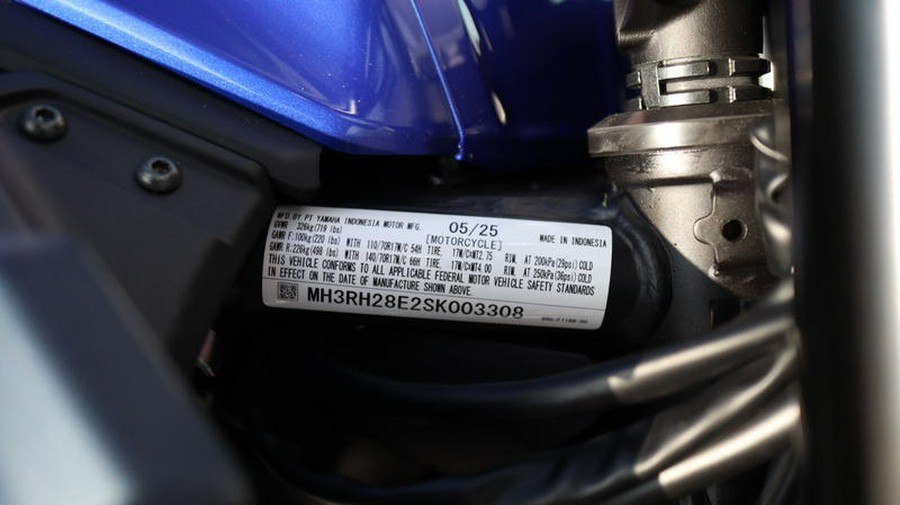 MFD. BY PT YAMAHA INDONESIA MOTOR MFG. 05/25 MADE IN INDONESIA
GVWR 326kg(719 lbs) [MOTORCYCLE]
GAWR F: 100kg(220 lbs) WITH 110/70R17M/C 54H TIRE, 17M/CxMT2.75 RIM, AT 200kPa(29psi)COLD
GAWR R: 226kg(498 lbs) WITH 140/70R17M/C 66H TIRE, 17M/CxMT4.00 RIM, AT 250kPa(36psi)COLD
THIS VEHICLE CONFORMS TO ALL APPLICABLE FEDERAL MOTOR VEHICLE SAFETY STANDARDS
IN EFFECT ON THE DATE OF MANUFACTURE SHOWN ABOVE.
MH3RH28E2SK003308